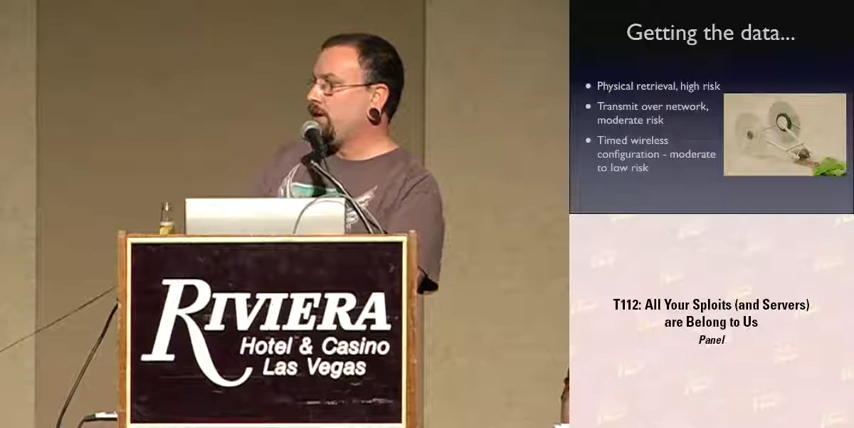 Getting the data...
Physical retrieval, high risk
Transmit over network,
moderate risk
Timed wireless
configuration - moderate
to low risk
RIVIERA
Hotel & Casino
Las Vegas
T112: All Your Sploits (and Servers)
are Belong to Us
Panel